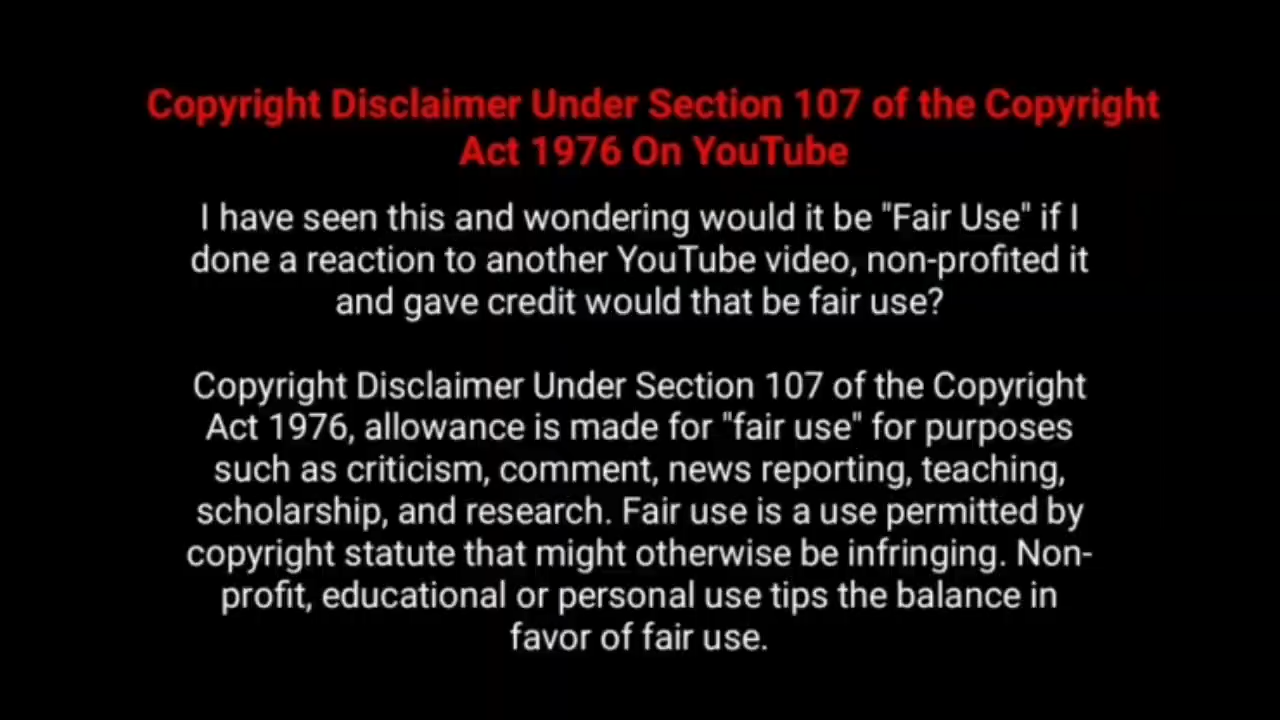 Copyright Disclaimer Under Section 107 of the Copyright
Act 1976 On YouTube
I have seen this and wondering would it be "Fair Use" if I
done a reaction to another YouTube video, non-profited it
and gave credit would that be fair use?
Copyright Disclaimer Under Section 107 of the Copyright
Act 1976, allowance is made for "fair use" for purposes
such as criticism, comment, news reporting, teaching,
scholarship, and research. Fair use is a use permitted by
copyright statute that might otherwise be infringing. Non-
profit, educational or personal use tips the balance in
favor of fair use.